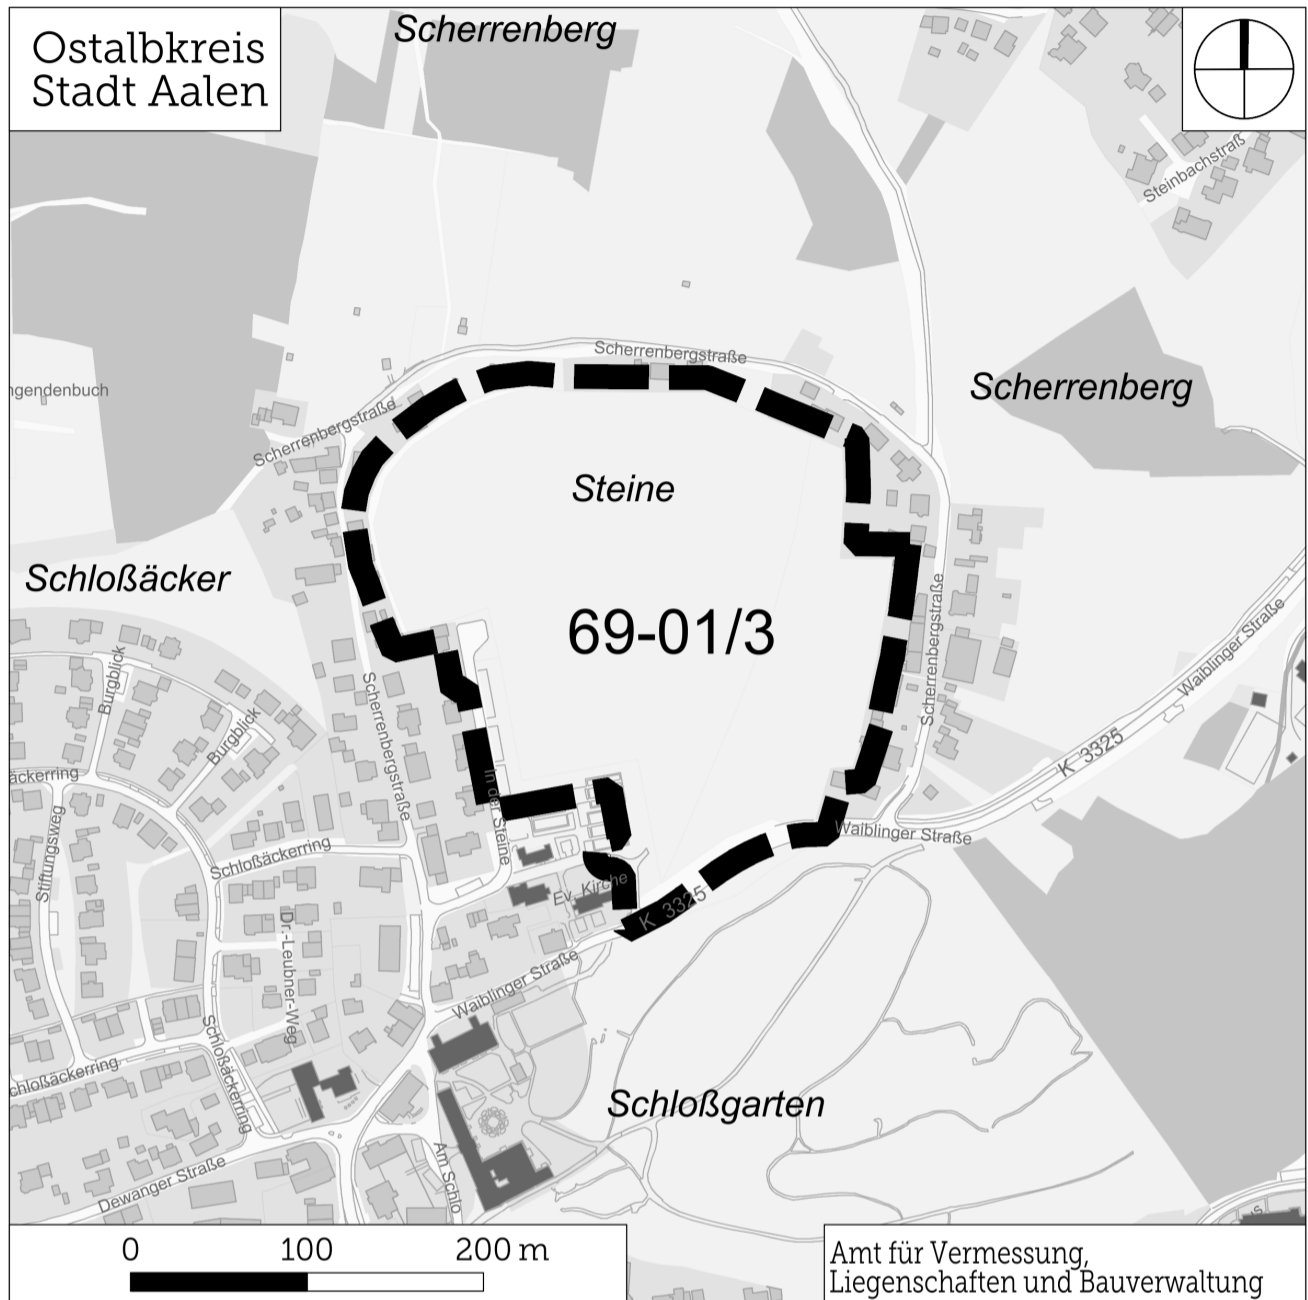 Ostalbkreis
Stadt Aalen
Scherrenberg
Steinbachstraß
Scherrenbergstraße
ngendenbuch
Scherrenbergstraße
Scherrenberg
Steine
Schloßäcker
69-01/3
Scherrenbergstraße
Waiblinger Straße
K 3325
Burgblick
Burgblick
Scherrenbergstraße
äckerring
In der Steine
Waiblinger Straße
Stiftungsweg
Schloßäckerring
Ev. Kirche
K 3325
Dr.-Leubner-Weg
Waiblinger Straße
Schloßäckerring
chloßäckerring
Schloßgarten
Am Schlo
Dewanger Straße
0 100 200 m
Amt für Vermessung,
Liegenschaften und Bauverwaltung